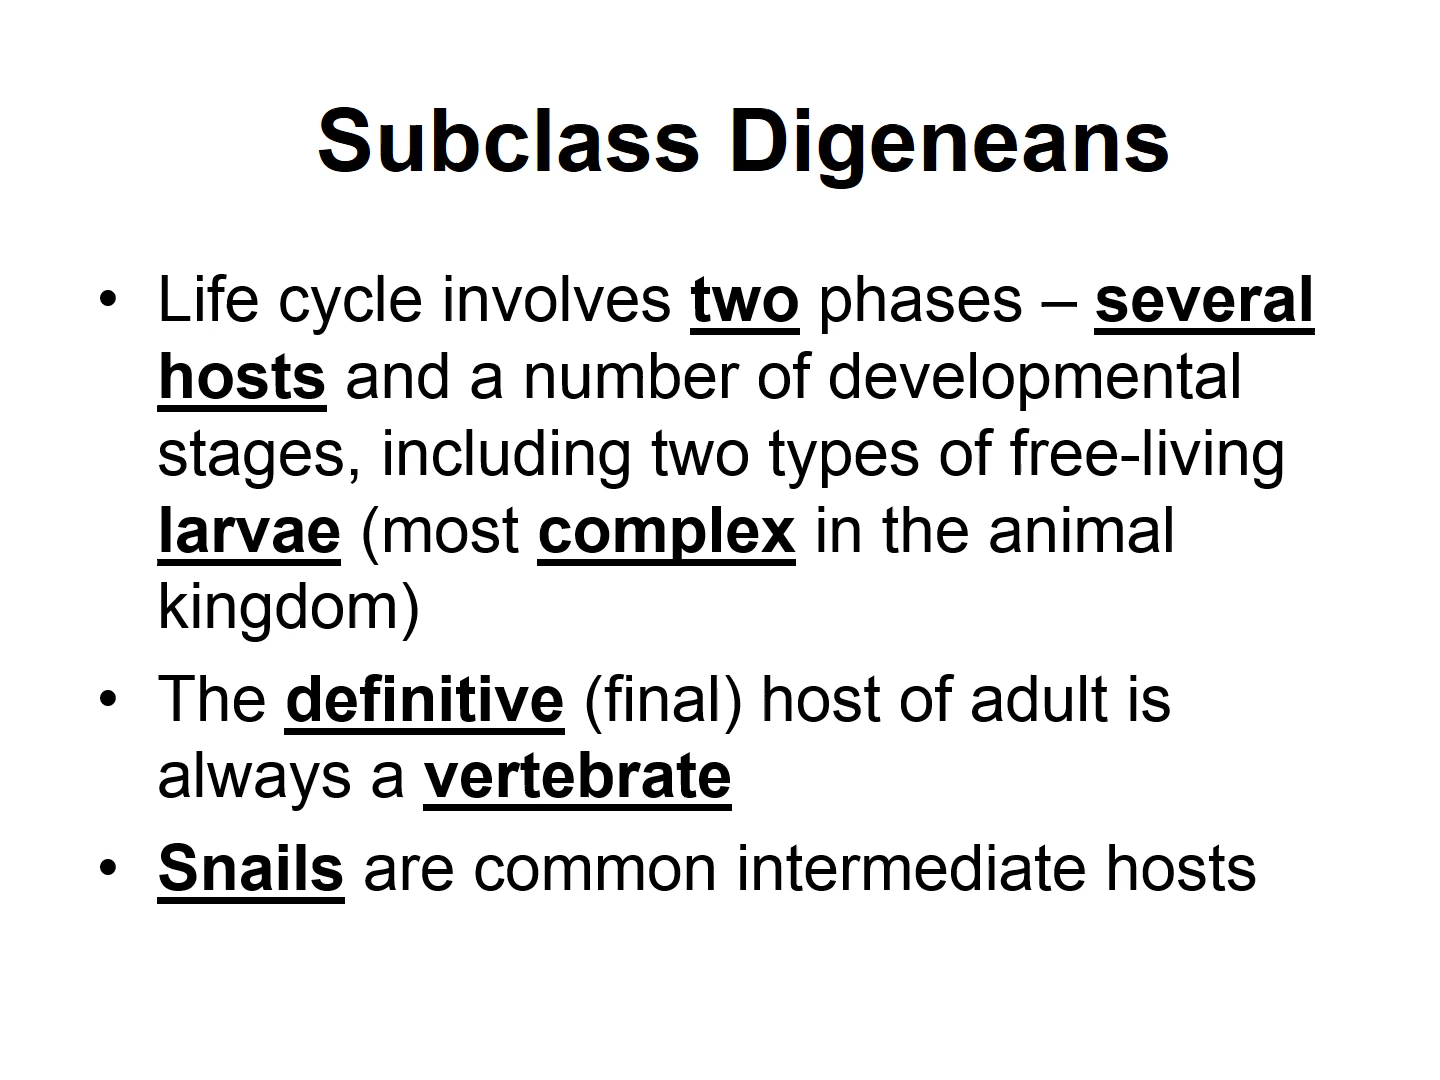 Subclass Digeneans
• Life cycle involves two phases – several
hosts and a number of developmental
stages, including two types of free-living
larvae (most complex in the animal
kingdom)
• The definitive (final) host of adult is
always a vertebrate
• Snails are common intermediate hosts